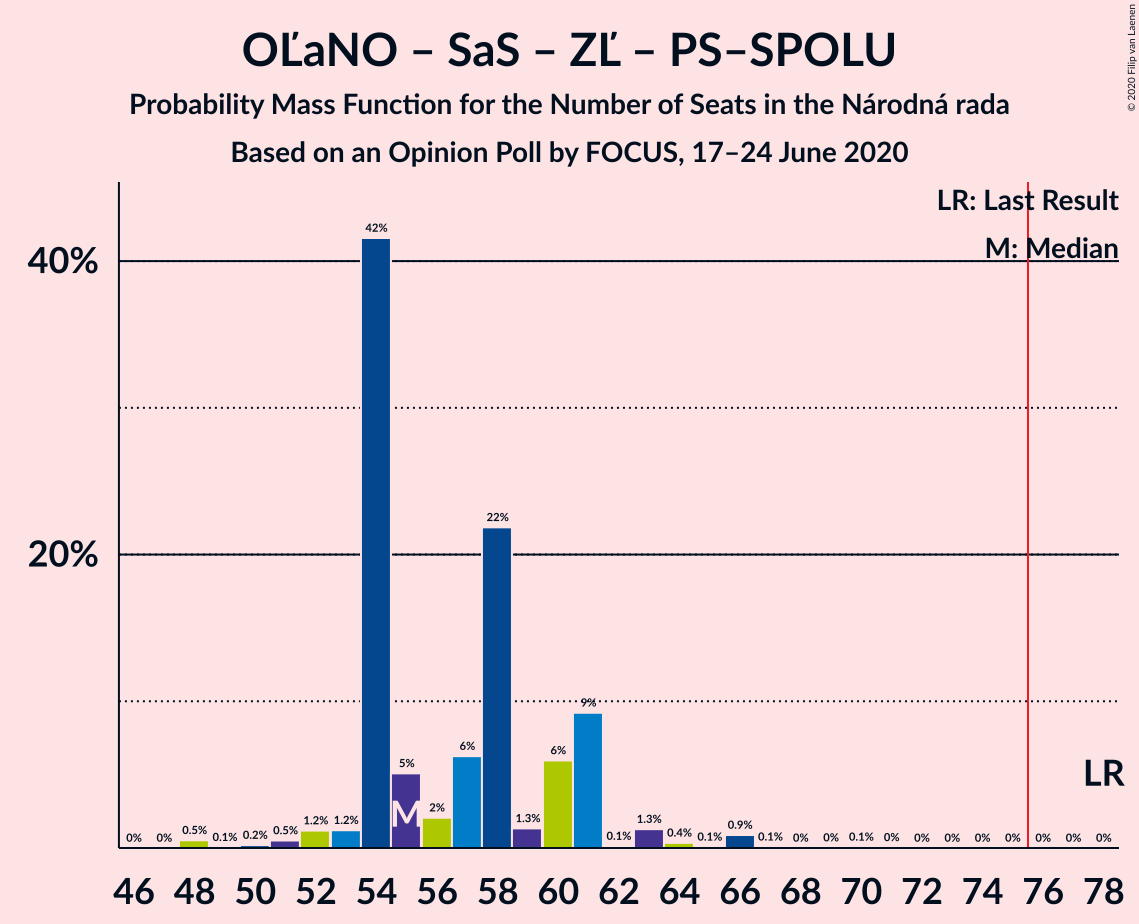 OĽaNO – SaS – ZĽ – PS–SPOLU
Probability Mass Function for the Number of Seats in the Národná rada
Based on an Opinion Poll by FOCUS, 17–24 June 2020
© 2020 Filip van Laenen
LR: Last Result
M: Median
40%
20%
0% 0% 0.5% 0.1% 0.2% 0.5% 1.2% 1.2% 42% 5% 2% 6% 22% 1.3% 6% 9% 0.1% 1.3% 0.4% 0.1% 0.9% 0.1% 0% 0% 0.1% 0% 0% 0% 0% 0% 0% 0% 0%
M
LR
46 48 50 52 54 56 58 60 62 64 66 68 70 72 74 76 78